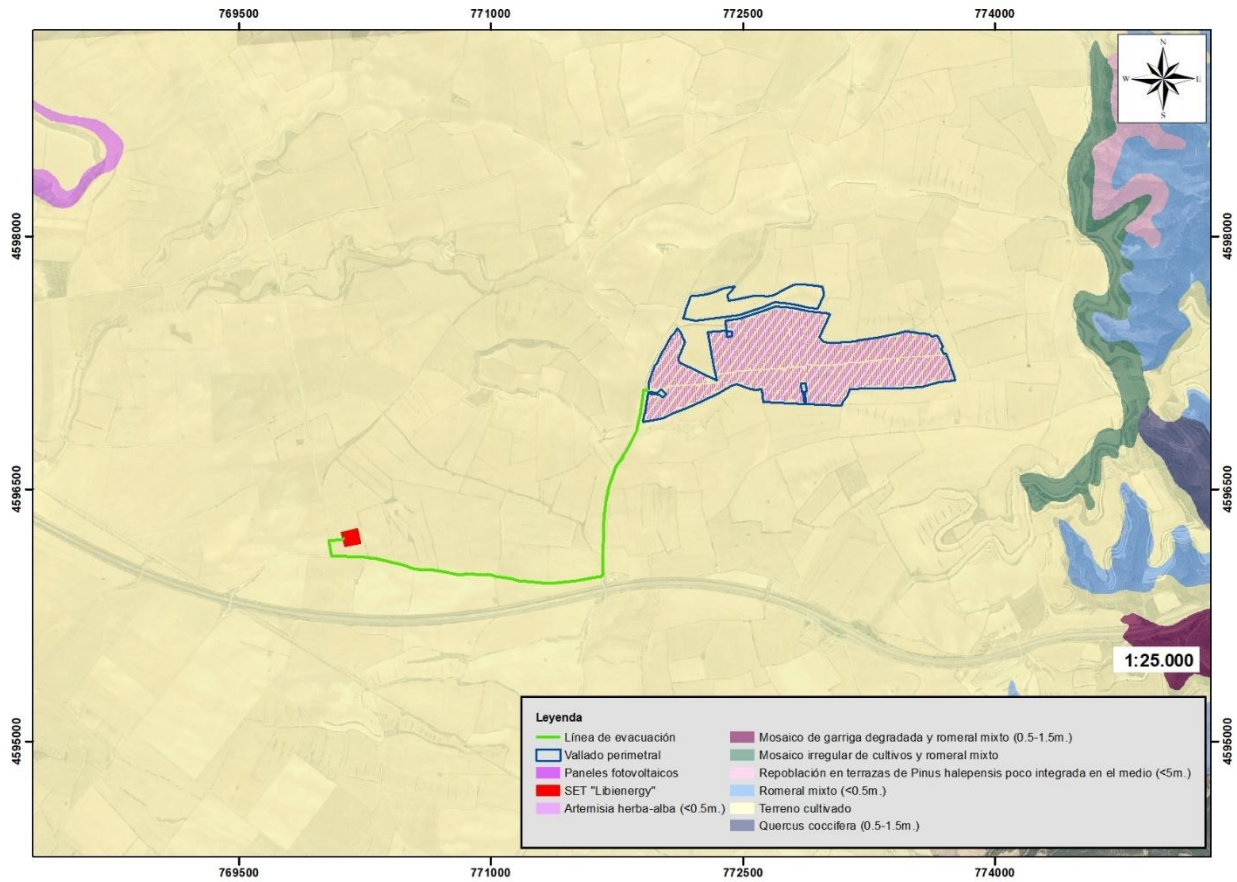 769500 771000 772500 774000
N
W E
S
4598000 4598000
4596500 4596500
1:25.000
4595000 4595000
Leyenda
Línea de evacuación
Vallado perimetral
Paneles fotovoltaicos
SET "Libienergy"
Artemisia herba-alba (<0.5m.)
Mosaico de garriga degradada y romeral mixto (0.5-1.5m.)
Mosaico irregular de cultivos y romeral mixto
Repoblación en terrazas de Pinus halepensis poco integrada en el medio (<5m.)
Romeral mixto (<0.5m.)
Terreno cultivado
Quercus coccifera (0.5-1.5m.)
769500 771000 772500 774000